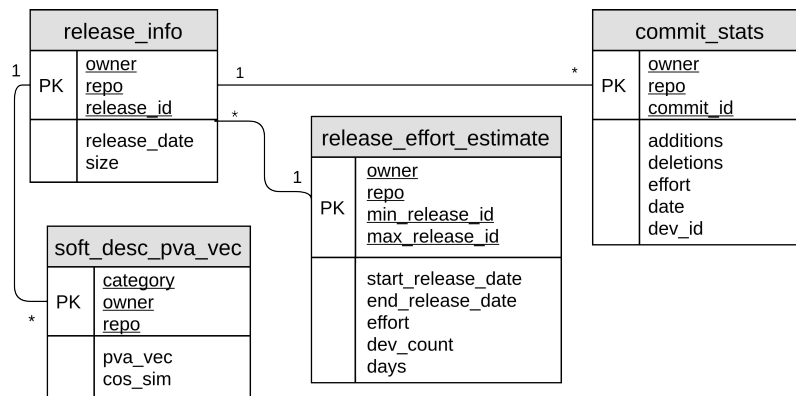 release_info
PK
owner
repo
release_id
release_date
size
1
1
*
*
1
*
commit_stats
PK
owner
repo
commit_id
additions
deletions
effort
date
dev_id
release_effort_estimate
PK
owner
repo
min_release_id
max_release_id
start_release_date
end_release_date
effort
dev_count
days
soft_desc_pva_vec
PK
category
owner
repo
pva_vec
cos_sim